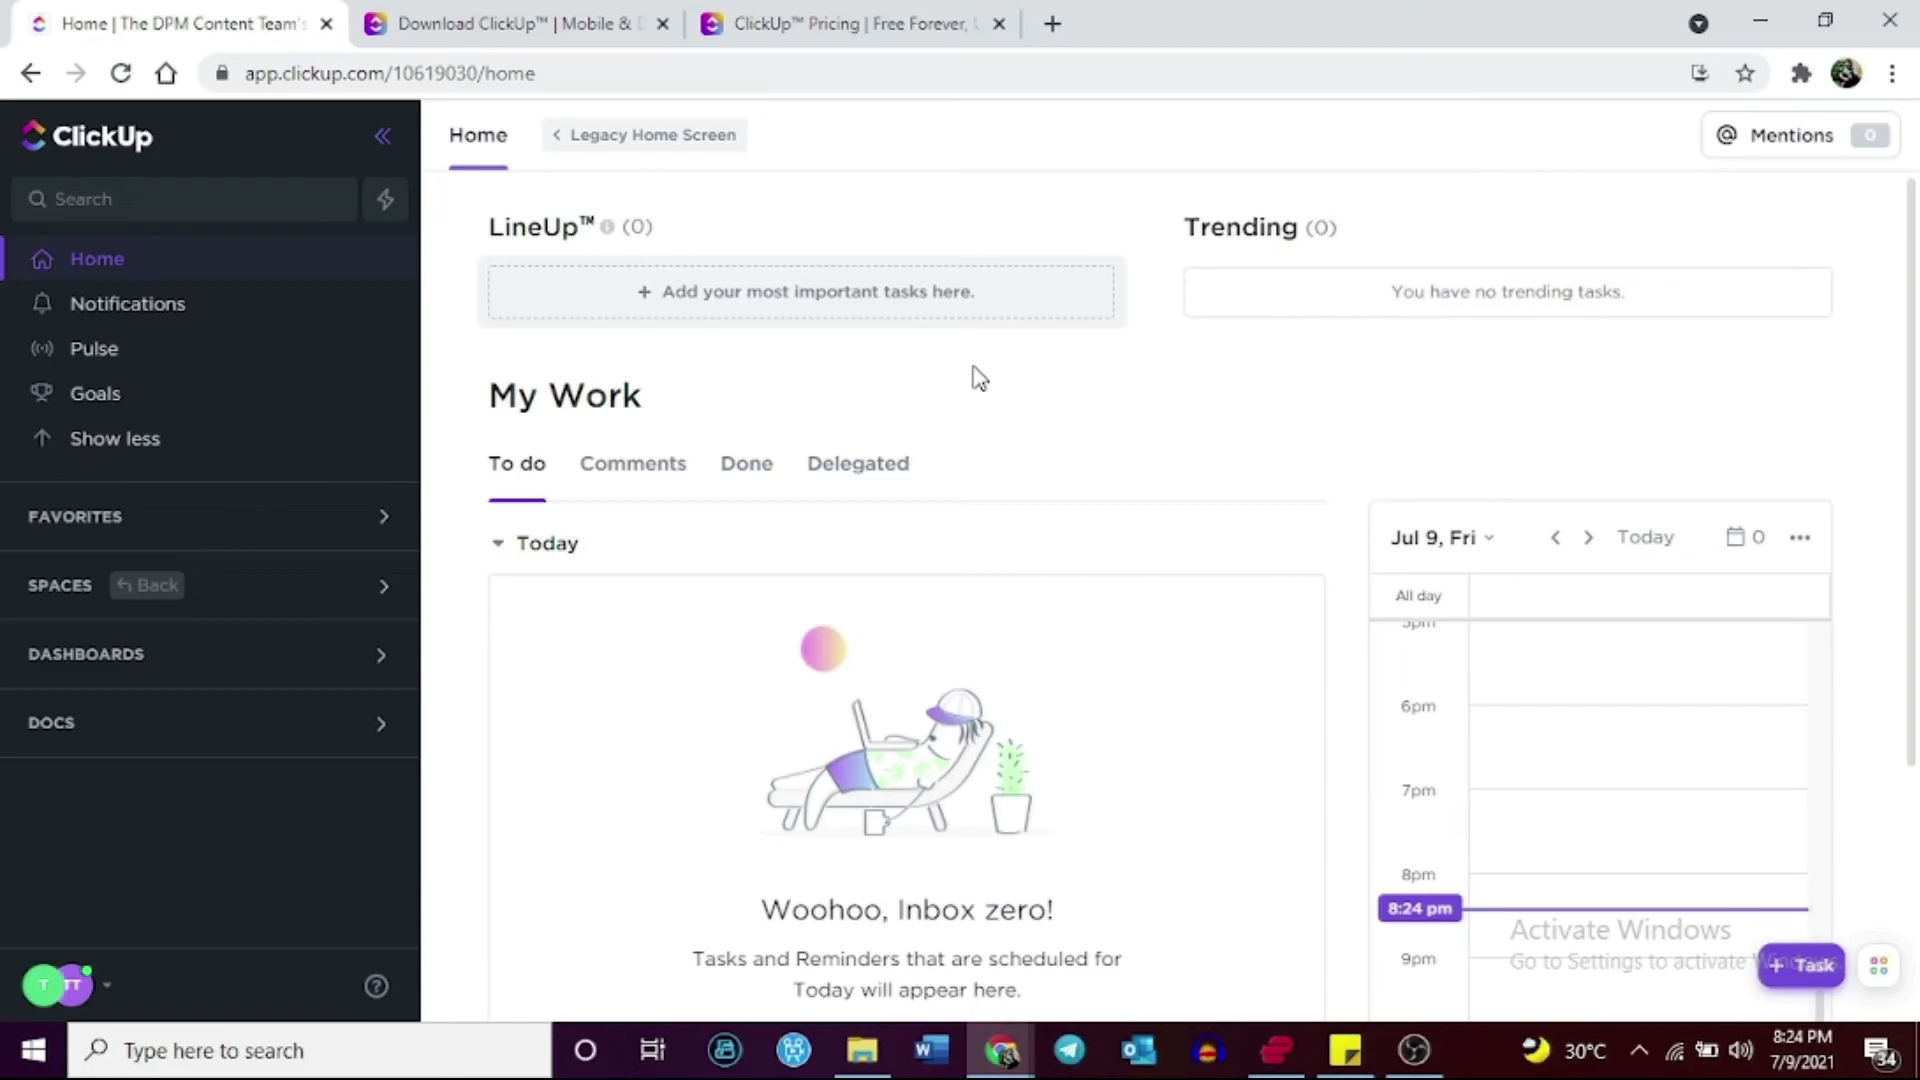 Home | The DPM Content Team's
Download ClickUp™ | Mobile & D
ClickUp™ Pricing | Free Forever, U
app.clickup.com/10619030/home
ClickUp
Home
Legacy Home Screen
Mentions 0
Search
Home
Notifications
Pulse
Goals
Show less
FAVORITES
SPACES Back
DASHBOARDS
DOCS
T TT
LineUp™ (0)
+ Add your most important tasks here.
Trending (0)
You have no trending tasks.
My Work
To do Comments Done Delegated
Today
Woohoo, Inbox zero!
Tasks and Reminders that are scheduled for
Today will appear here.
Jul 9, Fri Today 0
All day
5pm
6pm
7pm
8pm
8:24 pm
9pm
Activate Windows
Go to Settings to activate Windows.
+ Task
Type here to search
30°C
8:24 PM
7/9/2021
34